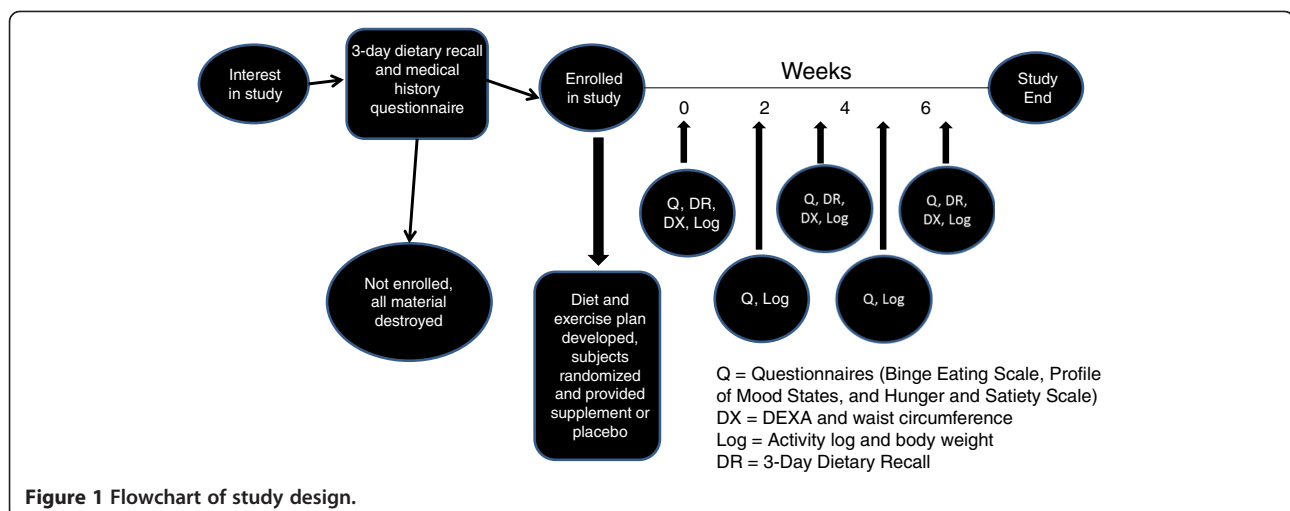 Interest
in study
3-day dietary recall
and medical
history
questionnaire
Enrolled
in study
Weeks
0 2 4 6
Study
End
Q, DR,
DX, Log
Q, Log
Q, DR,
DX, Log
Q, Log
Q, DR,
DX, Log
Not enrolled,
all material
destroyed
Diet and
exercise plan
developed,
subjects
randomized
and provided
supplement or
placebo
Q = Questionnaires (Binge Eating Scale, Profile
of Mood States, and Hunger and Satiety Scale)
DX = DEXA and waist circumference
Log = Activity log and body weight
DR = 3-Day Dietary Recall
Figure 1 Flowchart of study design.